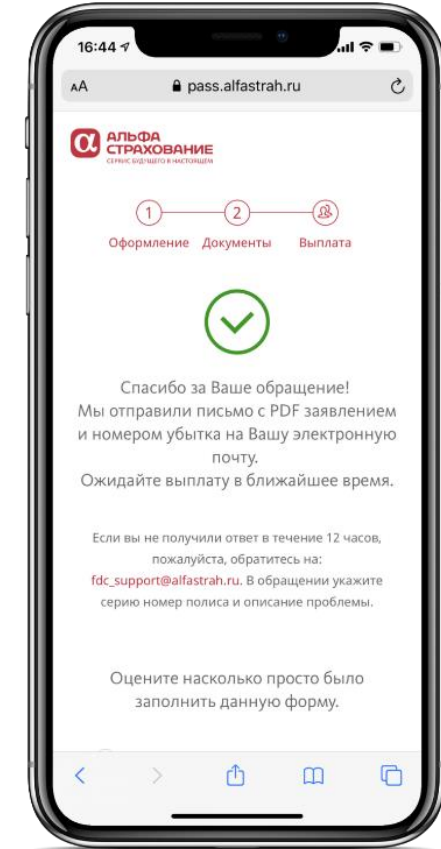 16:44
AA pass.alfastrah.ru
α АЛЬФА
СТРАХОВАНИЕ
СЕРВИС БУДУЩЕГО В НАСТОЯЩЕМ
1 2
Оформление Документы Выплата
Спасибо за Ваше обращение!
Мы отправили письмо с PDF заявлением
и номером убытка на Вашу электронную
почту.
Ожидайте выплату в ближайшее время.
Если вы не получили ответ в течение 12 часов,
пожалуйста, обратитесь на:
fdc_support@alfastrah.ru. В обращении укажите
серию номер полиса и описание проблемы.
Оцените насколько просто было
заполнить данную форму.